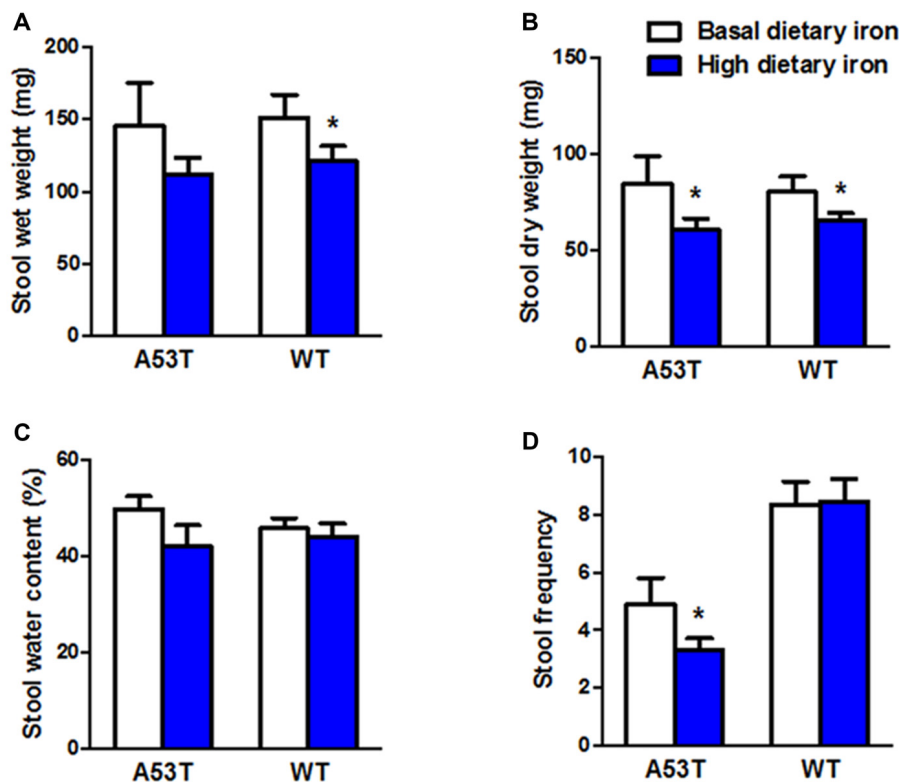 A
Stool wet weight (mg)
200
150
100
50
0
*
A53T WT
B
Basal dietary iron
High dietary iron
Stool dry weight (mg)
150
100
50
0
* *
A53T WT
C
Stool water content (%)
60
40
20
0
A53T WT
D
Stool frequency
10
8
6
4
2
0
*
A53T WT